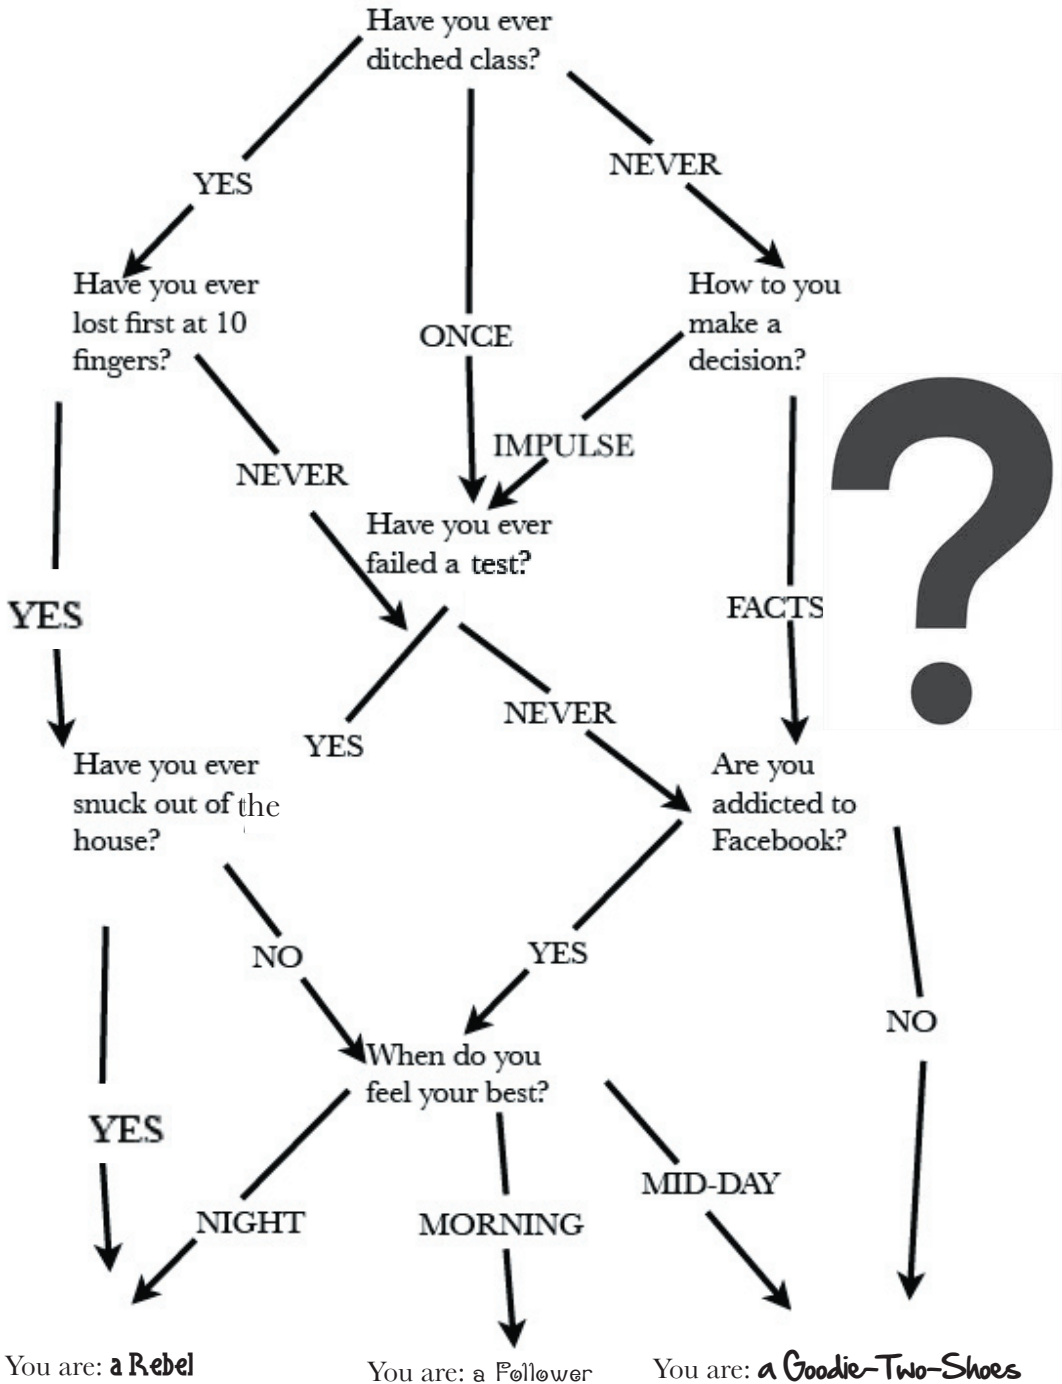 Have you ever
ditched class?
YES
NEVER
Have you ever
lost first at 10
fingers?
ONCE
How to you
make a
decision?
IMPULSE
NEVER
Have you ever
failed a test?
YES
FACTS
?
NEVER
YES
Have you ever
snuck out of the
house?
Are you
addicted to
Facebook?
NO
YES
NO
When do you
feel your best?
YES
MID-DAY
NIGHT
MORNING
You are: a Rebel
You are: a Follower
You are: a Goodie-Two-Shoes